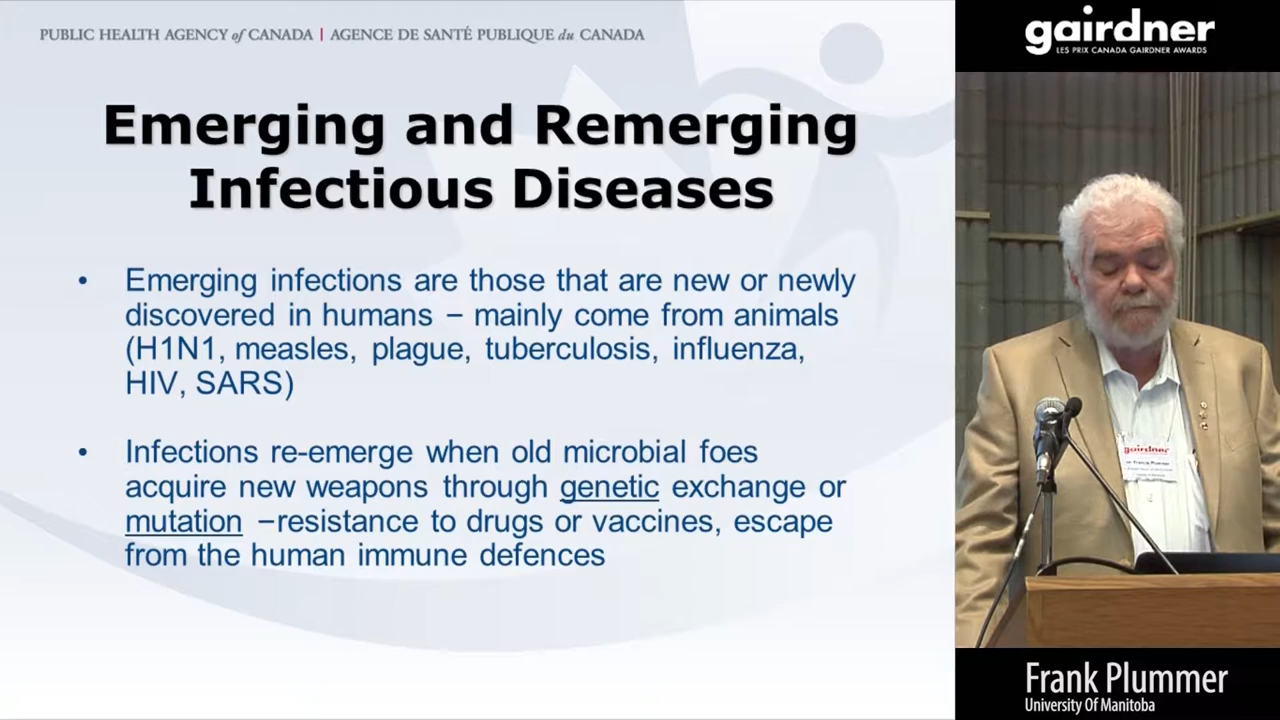 PUBLIC HEALTH AGENCY of CANADA | AGENCE DE SANTÉ PUBLIQUE du CANADA
Emerging and Remerging
Infectious Diseases
• Emerging infections are those that are new or newly
discovered in humans – mainly come from animals
(H1N1, measles, plague, tuberculosis, influenza,
HIV, SARS)
• Infections re-emerge when old microbial foes
acquire new weapons through genetic exchange or
mutation –resistance to drugs or vaccines, escape
from the human immune defences
gairdner
LES PRIX CANADA GAIRDNER AWARDS
gairdner
Francis Plummer
Frank Plummer
University Of Manitoba